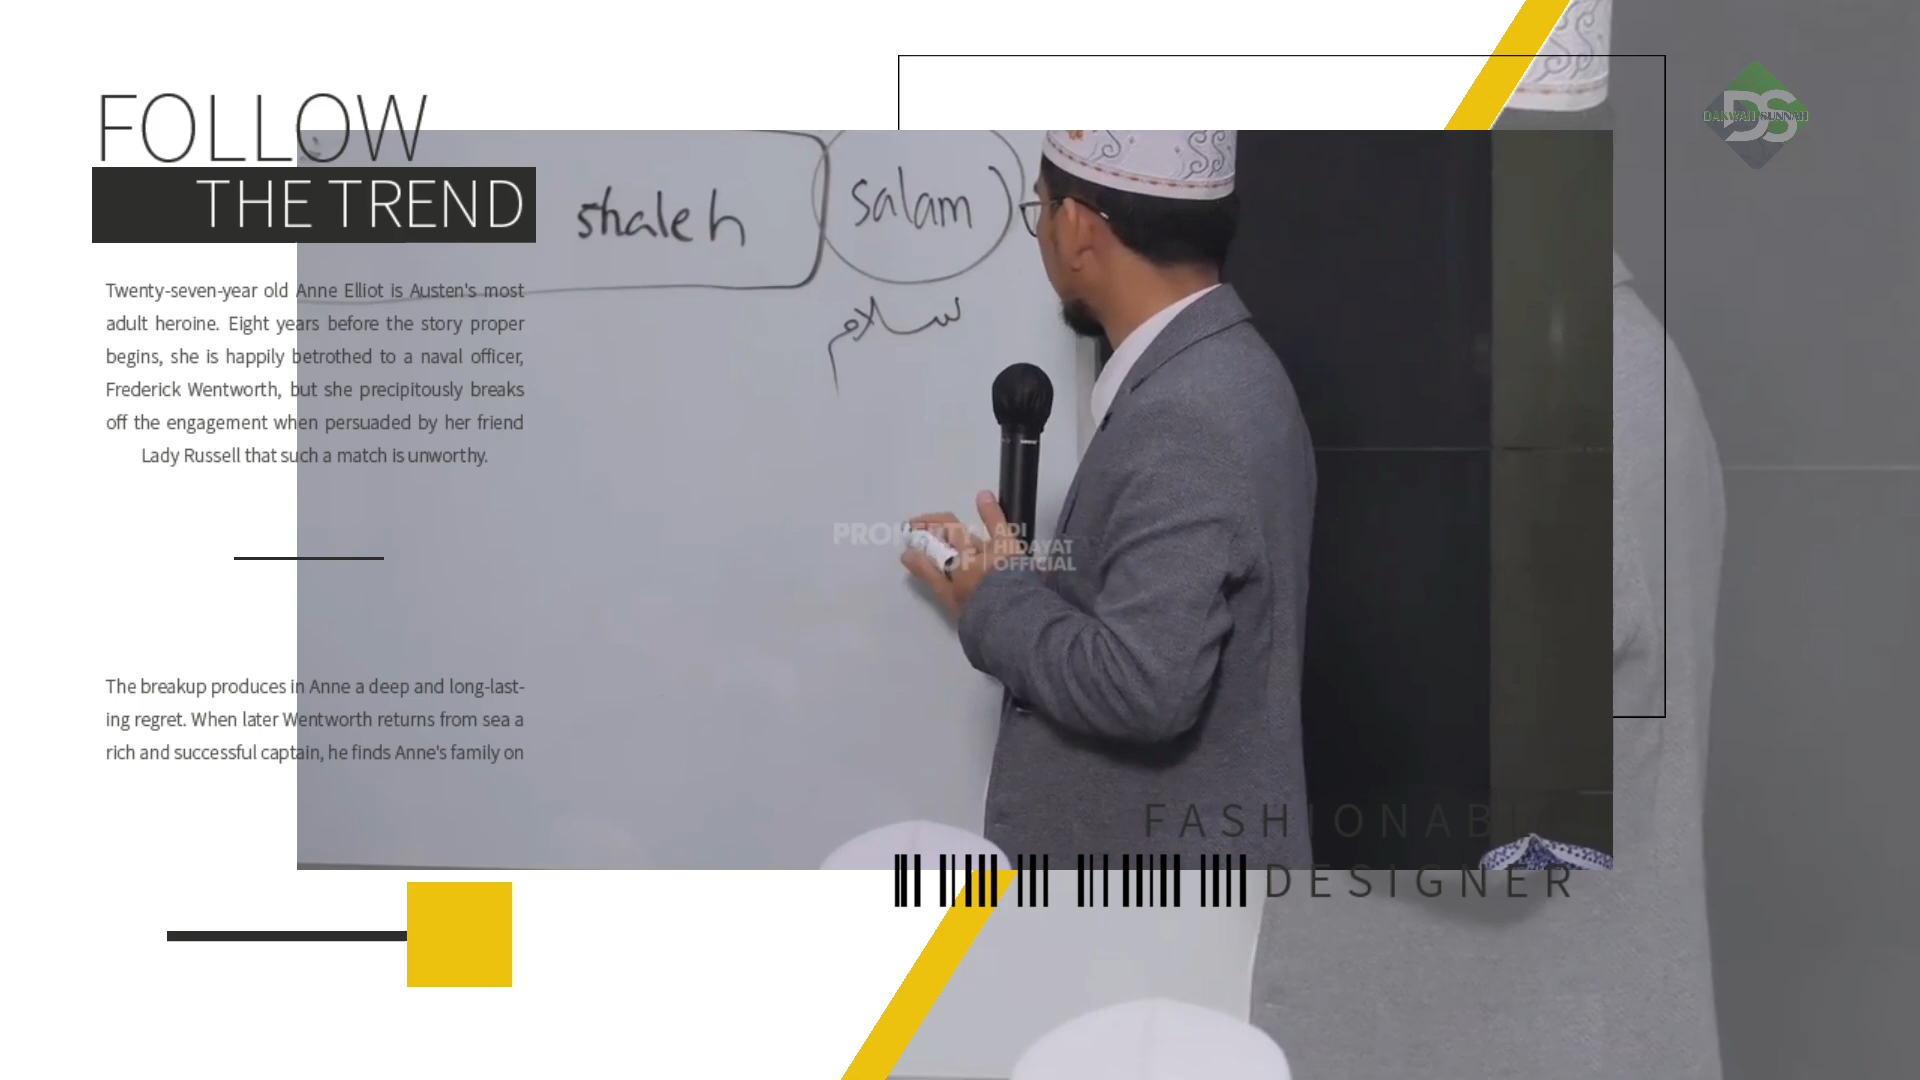 FOLLOW
THE TREND
Twenty-seven-year old Anne Elliot is Austen's most
adult heroine. Eight years before the story proper
begins, she is happily betrothed to a naval officer,
Frederick Wentworth, but she precipitously breaks
off the engagement when persuaded by her friend
Lady Russell that such a match is unworthy.
The breakup produces in Anne a deep and long-last-
ing regret. When later Wentworth returns from sea a
rich and successful captain, he finds Anne's family on
shaleh
salam
سلام
PROPERTY OF
ADI
HIDAYAT
OFFICIAL
DS
DAKWAH SUNNAH
FASHIONAB
DESIGNER